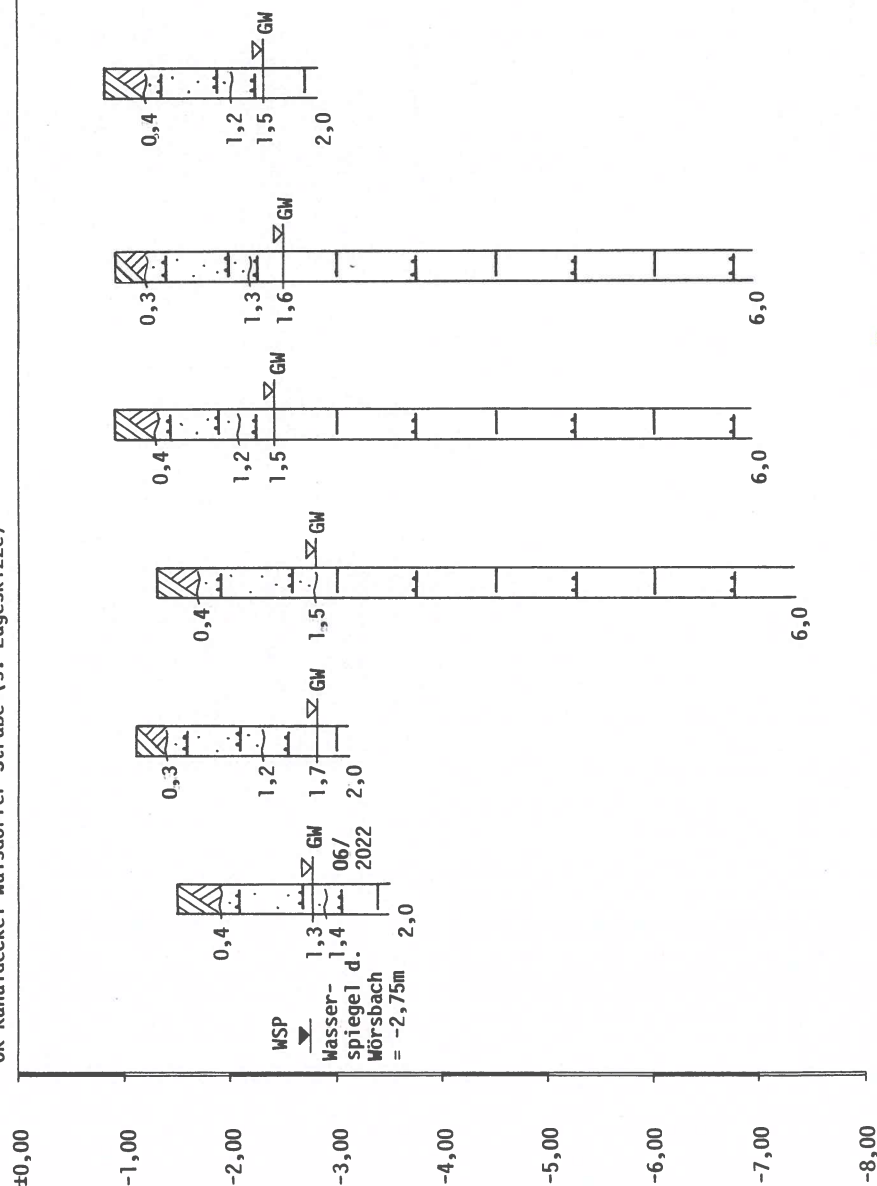 OK Kanaldeckel Walsdorfer Straße (s. Lageskizze)
±0,00
-1,00
-2,00
-3,00
-4,00
-5,00
-6,00
-7,00
-8,00
WSP
Wasser-
spiegel d.
Wörsbach
= -2,75m
0,4
1,3
1,4
2,0
GW
06/
2022
0,3
1,2
1,7
2,0
GW
0,4
1,5
6,0
GW
0,4
1,2
1,5
6,0
GW
0,3
1,3
1,6
6,0
GW
0,4
1,2
1,5
2,0
GW